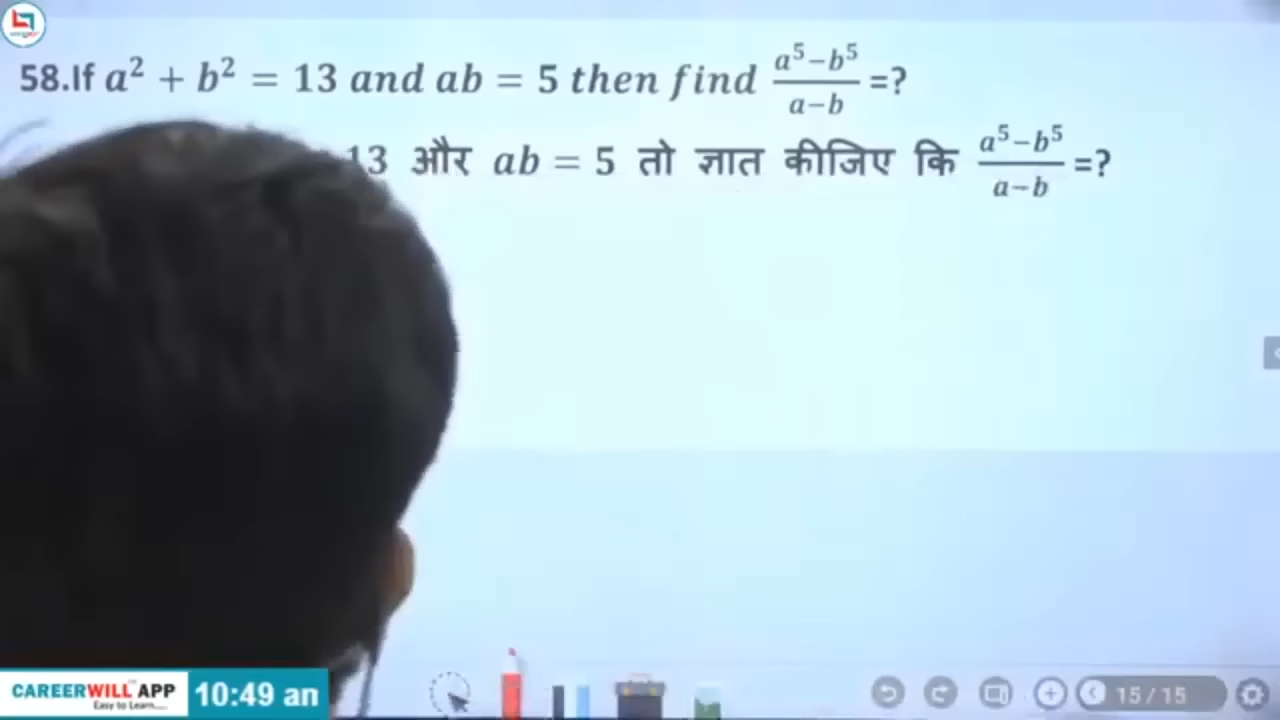 58.If a² + b² = 13 and ab = 5 then find (a⁵−b⁵)/(a−b) =?
13 और ab = 5 तो ज्ञात कीजिए कि (a⁵−b⁵)/(a−b) =?
CAREERWILL APP
Easy to Learn.....
10:49 an
15 / 15